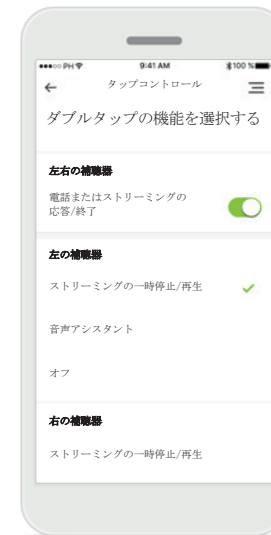 PH
9:41 AM
100 %
タップコントロール
ダブルタップの機能を選択する
左右の補聴器
電話またはストリーミングの
応答/終了
左の補聴器
ストリーミングの一時停止/再生
音声アシスタント
オフ
右の補聴器
ストリーミングの一時停止/再生